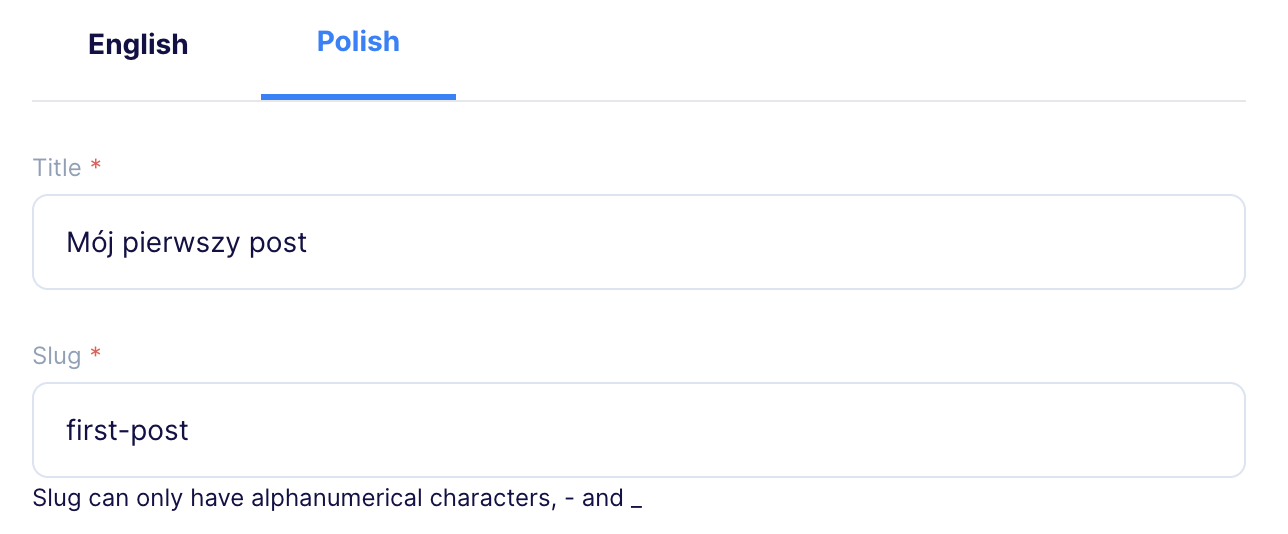 English Polish
Title *
Mój pierwszy post
Slug *
first-post
Slug can only have alphanumerical characters, - and _